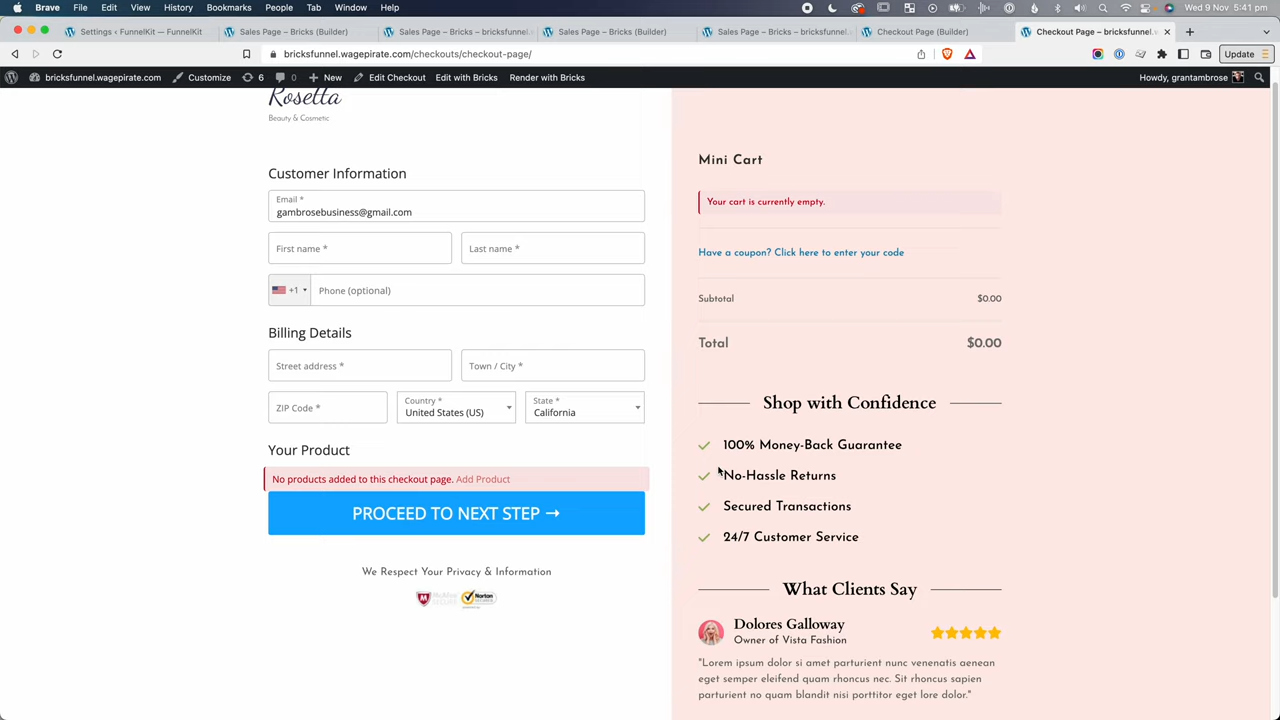 Brave File Edit View History Bookmarks People Tab Window Help
Wed Dec 21 5:41 pm
Settings ‹ FunnelKit — FunnelKit
Sales Page – Bricks (Builder)
Sales Page – Bricks – bricksfunnel.
Sales Page – Bricks (Builder)
Sales Page – Bricks – bricksfunnel.
Checkout Page (Builder)
Checkout Page – bricksfunnel.
bricksfunnel.wagepirate.com/checkouts/checkout-page/
Update
bricksfunnel.wagepirate.com Customize 6 0 New Edit Checkout Edit with Bricks Render with Bricks
Howdy, grantambrose
Rosetta
Beauty & Cosmetic
Customer Information
Email *
gambrosebusiness@gmail.com
First name *
Last name *
+1
Phone (optional)
Billing Details
Street address *
Town / City *
ZIP Code *
Country *
United States (US)
State *
California
Your Product
No products added to this checkout page. Add Product
PROCEED TO NEXT STEP →
We Respect Your Privacy & Information
McAfee
SECURE
Norton
SECURED
Mini Cart
Your cart is currently empty.
Have a coupon? Click here to enter your code
Subtotal $0.00
Total $0.00
Shop with Confidence
100% Money-Back Guarantee
No-Hassle Returns
Secured Transactions
24/7 Customer Service
What Clients Say
Dolores Galloway
Owner of Vista Fashion
"Lorem ipsum dolor si amet parturient nunc venenatis aenean
eget semper eleifend quam rhoncus nec. Sit rhoncus sapien
parturient no quam blandit nisi porttitor eget lore dolor."